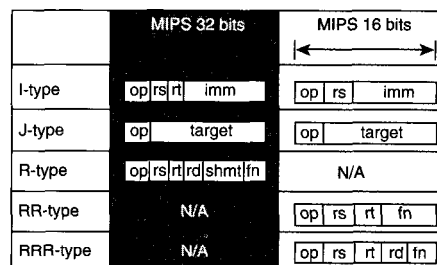 MIPS 32 bits MIPS 16 bits
I-type op rs rt imm op rs imm
J-type op target op target
R-type op rs rt rd shmt fn N/A
RR-type N/A op rs rt fn
RRR-type N/A op rs rt rd fn